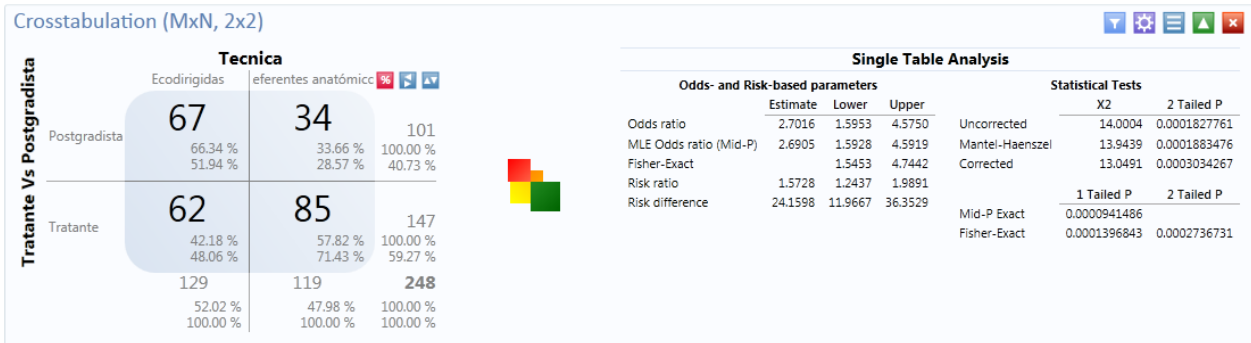 Crosstabulation (MxN, 2x2)
Tratante Vs Postgradista
Tecnica
Ecodirigidas eferentes anatómicc %
Postgradista 67 34 101
66.34 % 33.66 % 100.00 %
51.94 % 28.57 % 40.73 %
Tratante 62 85 147
42.18 % 57.82 % 100.00 %
48.06 % 71.43 % 59.27 %
129 119 248
52.02 % 47.98 % 100.00 %
100.00 % 100.00 % 100.00 %
Single Table Analysis
Odds- and Risk-based parameters
Estimate Lower Upper
Odds ratio 2.7016 1.5953 4.5750
MLE Odds ratio (Mid-P) 2.6905 1.5928 4.5919
Fisher-Exact 1.5453 4.7442
Risk ratio 1.5728 1.2437 1.9891
Risk difference 24.1598 11.9667 36.3529
Statistical Tests
X2 2 Tailed P
Uncorrected 14.0004 0.0001827761
Mantel-Haenszel 13.9439 0.0001883476
Corrected 13.0491 0.0003034267
1 Tailed P 2 Tailed P
Mid-P Exact 0.0000941486
Fisher-Exact 0.0001396843 0.0002736731